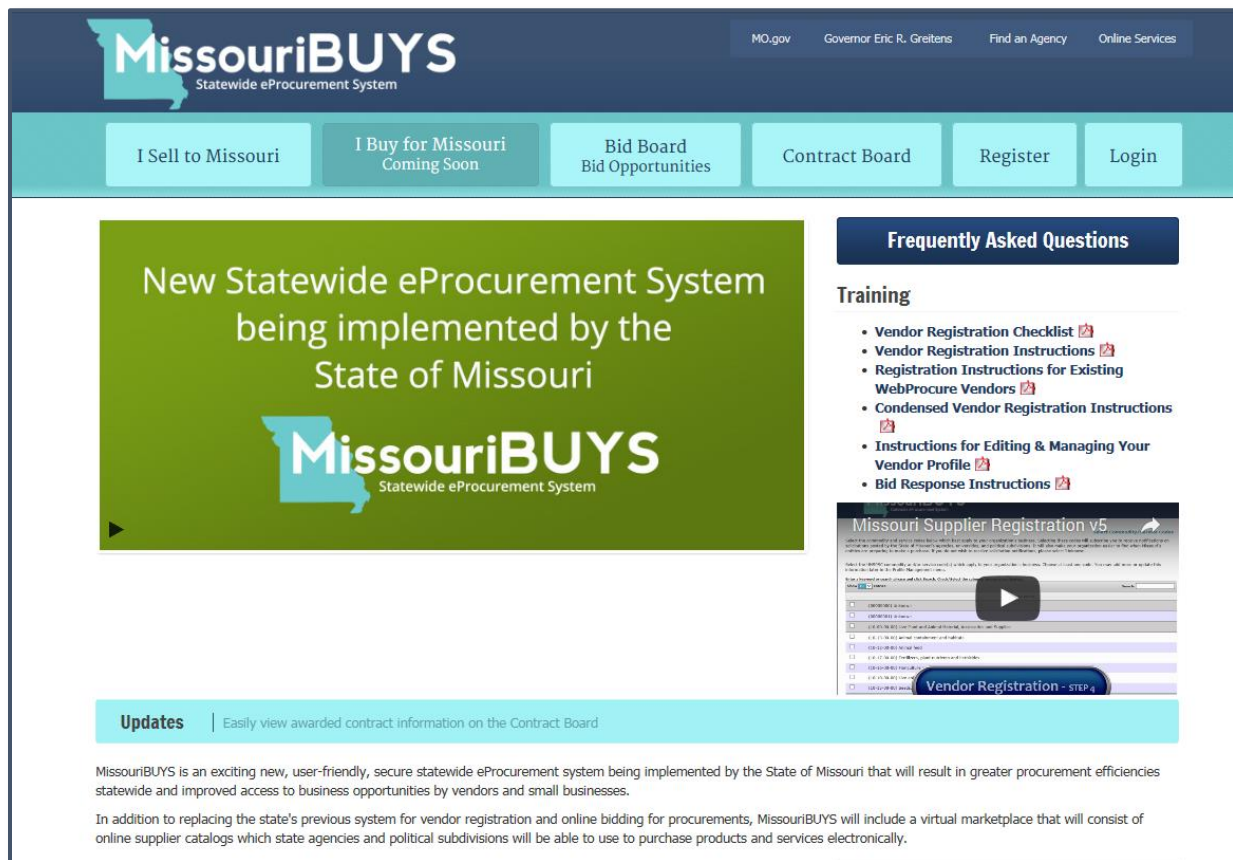 MissouriBUYS
Statewide eProcurement System
MO.gov Governor Eric R. Greitens Find an Agency Online Services
I Sell to Missouri
I Buy for Missouri
Coming Soon
Bid Board
Bid Opportunities
Contract Board
Register
Login
New Statewide eProcurement System
being implemented by the
State of Missouri
MissouriBUYS
Statewide eProcurement System
Frequently Asked Questions
Training
• Vendor Registration Checklist
• Vendor Registration Instructions
• Registration Instructions for Existing
WebProcure Vendors
• Condensed Vendor Registration Instructions
• Instructions for Editing & Managing Your
Vendor Profile
• Bid Response Instructions
Missouri Supplier Registration v5
Vendor Registration - STEP 4
Updates | Easily view awarded contract information on the Contract Board
MissouriBUYS is an exciting new, user-friendly, secure statewide eProcurement system being implemented by the State of Missouri that will result in greater procurement efficiencies
statewide and improved access to business opportunities by vendors and small businesses.
In addition to replacing the state's previous system for vendor registration and online bidding for procurements, MissouriBUYS will include a virtual marketplace that will consist of
online supplier catalogs which state agencies and political subdivisions will be able to use to purchase products and services electronically.